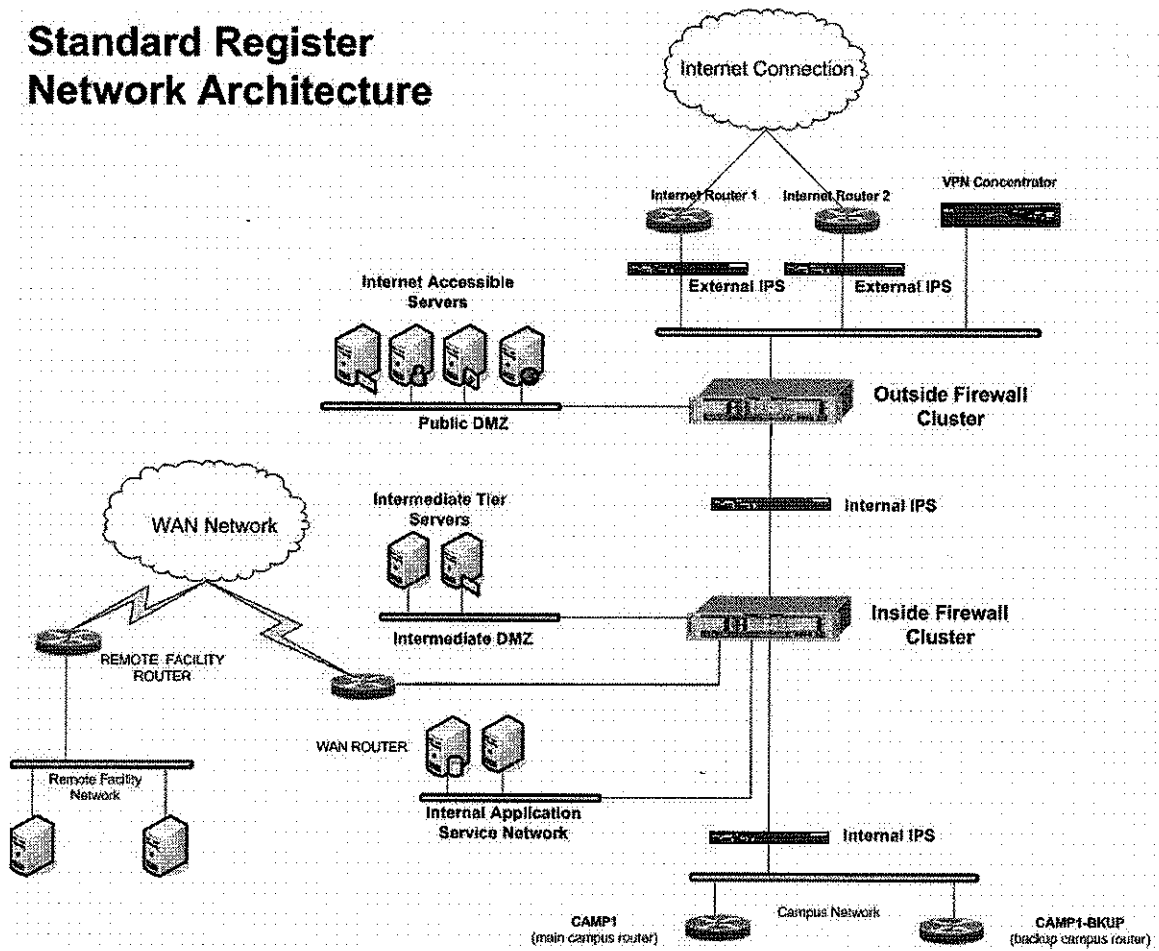 Standard Register
Network Architecture
Internet Connection
Internet Router 1
Internet Router 2
VPN Concentrator
External IPS
External IPS
Internet Accessible
Servers
Public DMZ
Outside Firewall
Cluster
Internal IPS
WAN Network
Intermediate Tier
Servers
Intermediate DMZ
Inside Firewall
Cluster
REMOTE FACILITY
ROUTER
WAN ROUTER
Remote Facility
Network
Internal Application
Service Network
Internal IPS
CAMP1
(main campus router)
Campus Network
CAMP1-BKUP
(backup campus router)